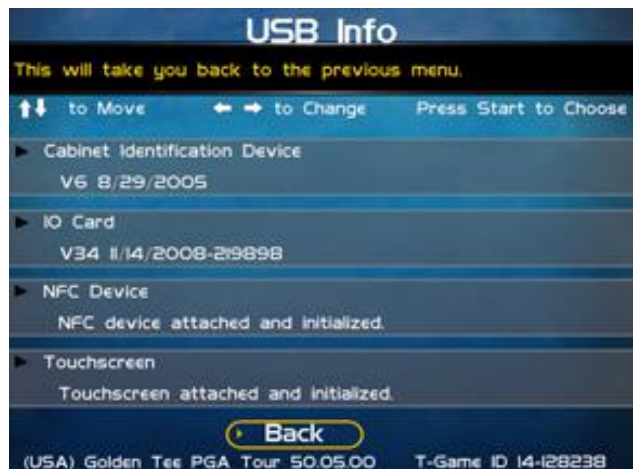 USB Info
This will take you back to the previous menu.
to Move to Change Press Start to Choose
Cabinet Identification Device
V6 8/29/2005
IO Card
V34 11/14/2008-219898
NFC Device
NFC device attached and initialized.
Touchscreen
Touchscreen attached and initialized.
Back
(USA) Golden Tee PGA Tour 50.05.00 T-Game ID 14-128238